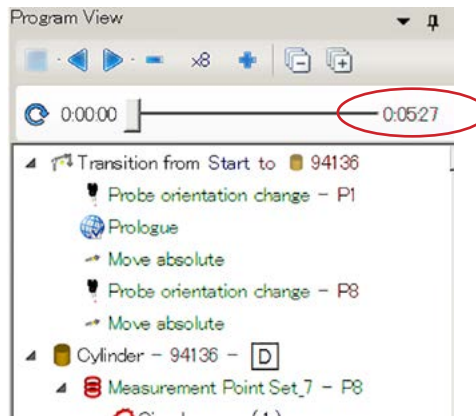 Program View
x8
0:00:00 0:05:27
Transition from Start to 94136
Probe orientation change - P1
Prologue
Move absolute
Probe orientation change - P8
Move absolute
Cylinder - 94136 - D
Measurement Point Set_7 - P8